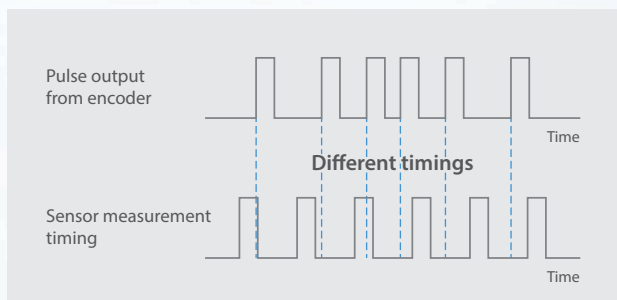 Pulse output
from encoder
Time
Different timings
Sensor measurement
timing
Time